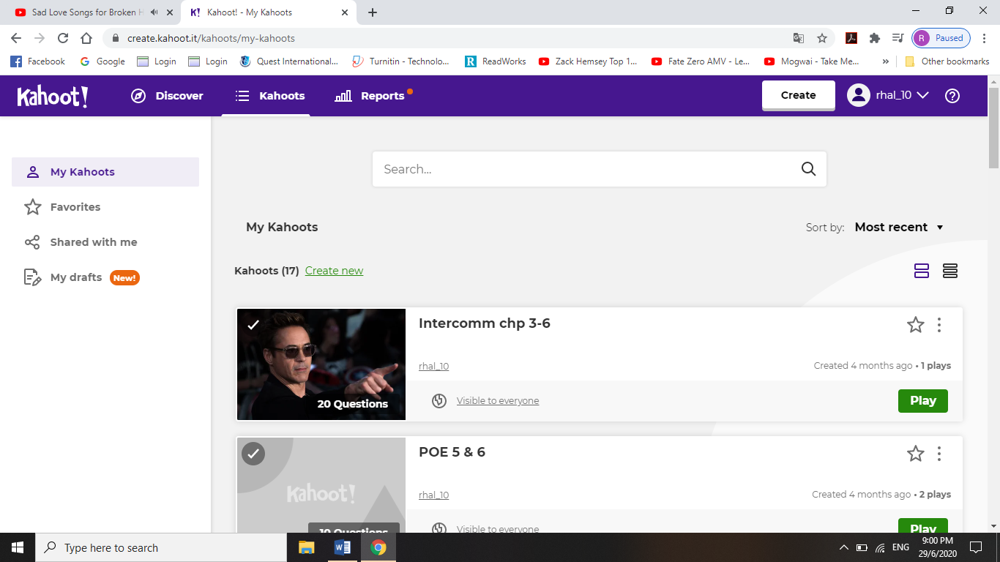 Sad Love Songs for Broken H
Kahoot! - My Kahoots
create.kahoot.it/kahoots/my-kahoots
R Paused
Facebook Google Login Login Quest International... Turnitin - Technolo... ReadWorks Zack Hemsey Top 1... Fate Zero AMV - Le... Mogwai - Take Me... » Other bookmarks
Kahoot! Discover Kahoots Reports Create rhal_10 ?
My Kahoots
Favorites
Shared with me
My drafts New!
Search...
My Kahoots Sort by: Most recent
Kahoots (17) Create new
Intercomm chp 3-6
rhal_10 Created 4 months ago • 1 plays
20 Questions
Visible to everyone Play
POE 5 & 6
Kahoot!
rhal_10 Created 4 months ago • 2 plays
10 Questions
Visible to everyone Play
Type here to search
ENG
9:00 PM
29/6/2020